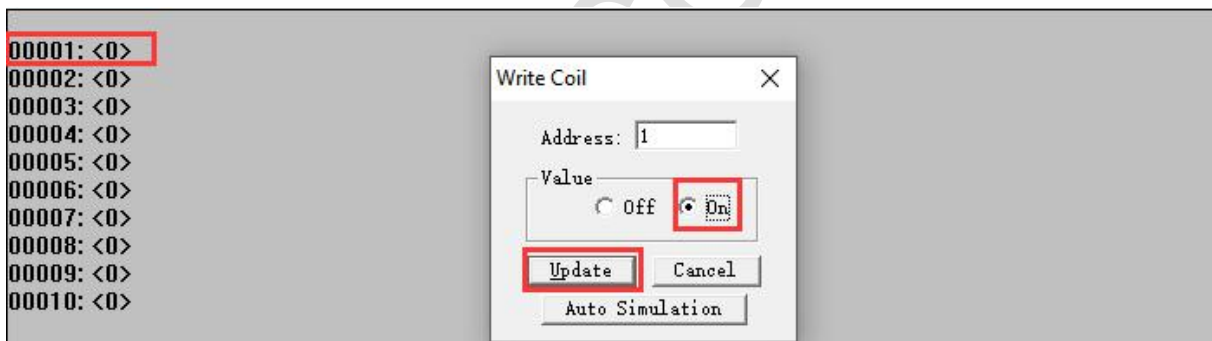 00001: <0>
00002: <0>
00003: <0>
00004: <0>
00005: <0>
00006: <0>
00007: <0>
00008: <0>
00009: <0>
00010: <0>
Write Coil
Address: 1
Value
Off On
Update Cancel
Auto Simulation